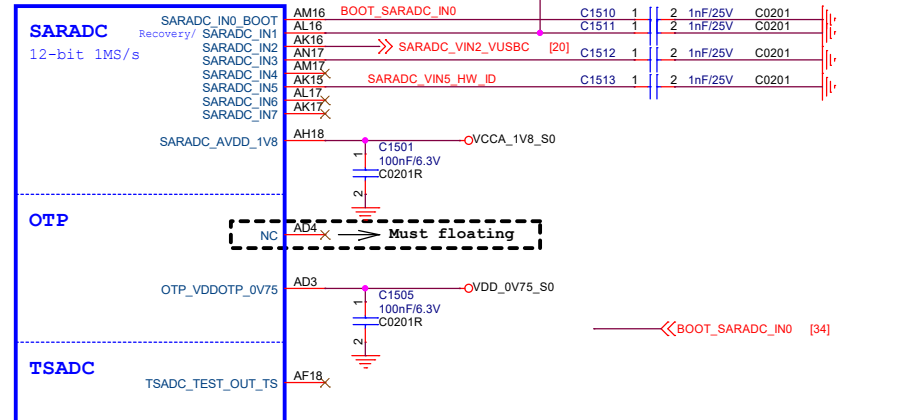 SARADC
12-bit 1MS/s
SARADC_IN0_BOOT AM16 BOOT_SARADC_IN0 C1510 1 2 1nF/25V C0201
Recovery/ SARADC_IN1 AL16 C1511 1 2 1nF/25V C0201
SARADC_IN2 AK16 SARADC_VIN2_VUSBC [20]
SARADC_IN3 AN17 C1512 1 2 1nF/25V C0201
SARADC_IN4 AM17
SARADC_IN5 AK15 SARADC_VIN5_HW_ID C1513 1 2 1nF/25V C0201
SARADC_IN6 AL17
SARADC_IN7 AK17
SARADC_AVDD_1V8 AH18 VCCA_1V8_S0
1 C1501
100nF/6.3V
C0201R
2
OTP
NC AD4 Must floating
OTP_VDDOTP_0V75 AD3 VDD_0V75_S0
1 C1505
100nF/6.3V
C0201R
2
BOOT_SARADC_IN0 [34]
TSADC
TSADC_TEST_OUT_TS AF18